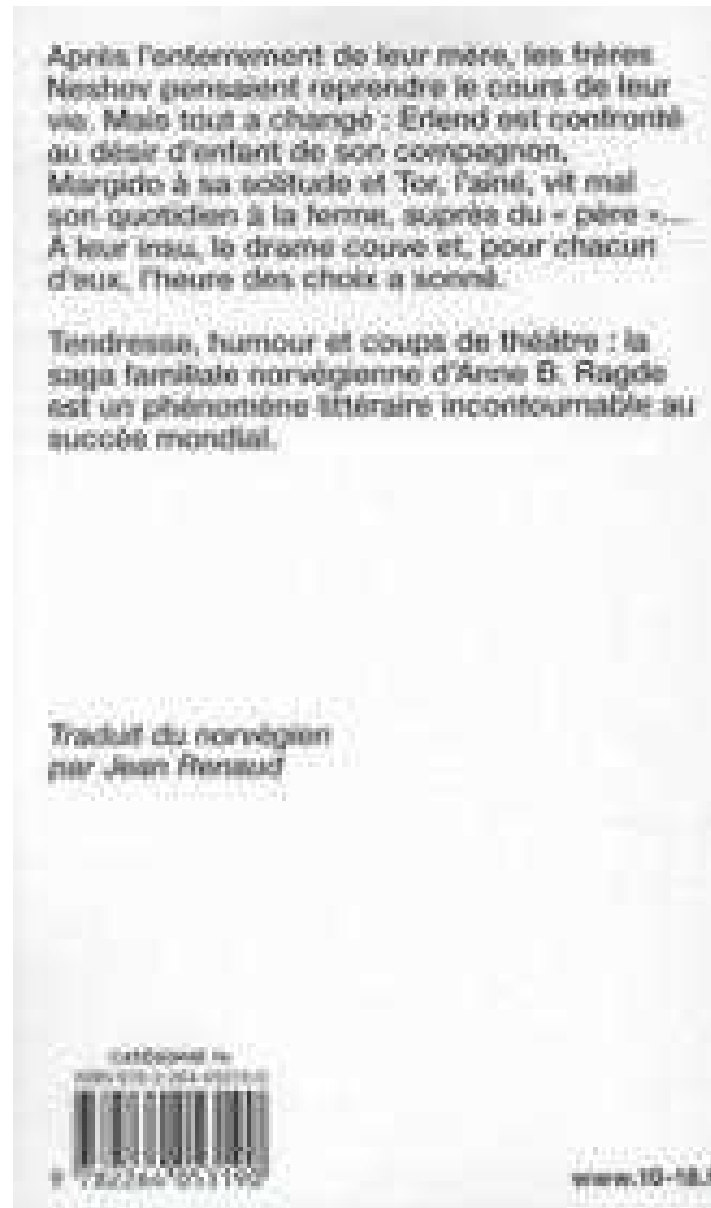 Après l'enterrement de leur mère, les frères
Neshov pensaient reprendre le cours de leur
vie. Mais tout a changé : Erlend est confronté
au désir d'enfant de son compagnon,
Margido à sa solitude et Tor, l'aîné, vit mal
son quotidien à la ferme, auprès du « père »...
À leur insu, le drame couve et, pour chacun
d'eux, l'heure des choix a sonné.
Tendresse, humour et coups de théâtre : la
saga familiale norvégienne d'Anne B. Ragde
est un phénomène littéraire incontournable au
succès mondial.
Traduit du norvégien
par Jean Renaud
www.10-18.